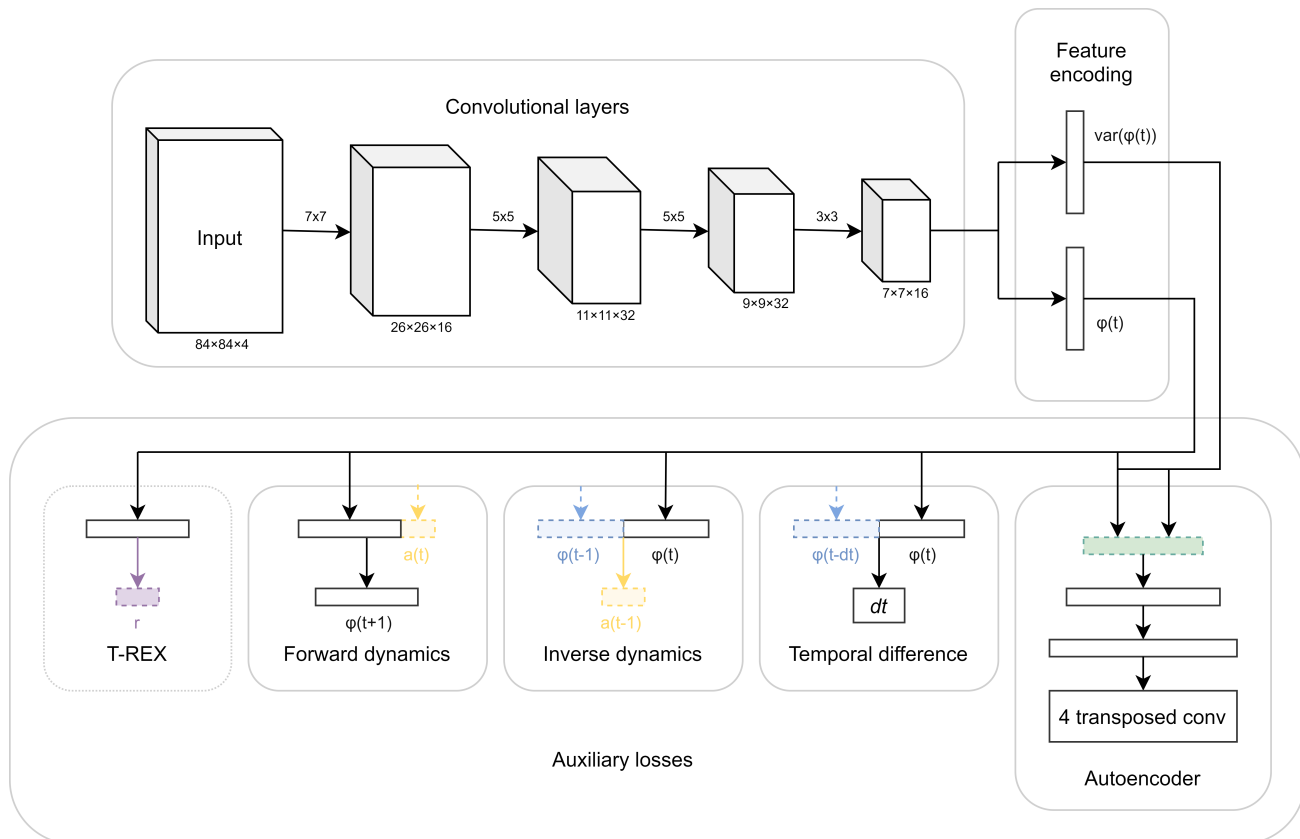 Feature
encoding
Convolutional layers
var(φ(t))
7x7
5x5
5x5
3x3
Input
84×84×4
26×26×16
11×11×32
9×9×32
7×7×16
φ(t)
a(t)
φ(t-1)
φ(t)
φ(t-dt)
φ(t)
r
φ(t+1)
a(t-1)
dt
T-REX
Forward dynamics
Inverse dynamics
Temporal difference
4 transposed conv
Auxiliary losses
Autoencoder